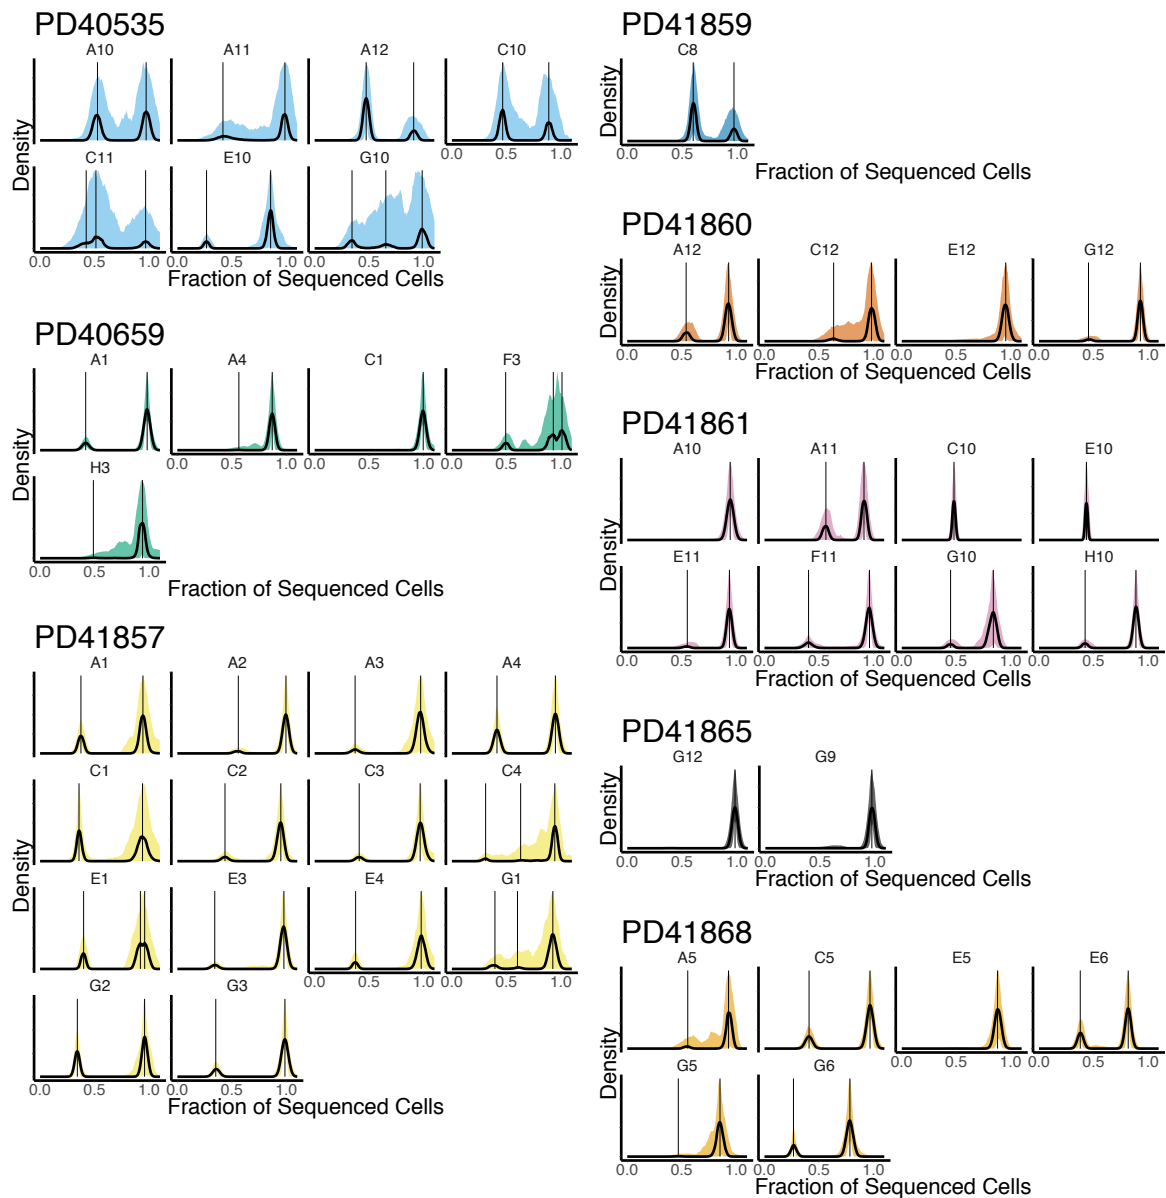 PD40535
A10 A11 A12 C10
Density
0.0 0.5 1.0
C11 E10 G10
0.0 0.5 1.0 0.0 0.5 1.0 0.0 0.5 1.0
Fraction of Sequenced Cells
PD40659
A1 A4 C1 F3
Density
0.0 0.5 1.0 0.0 0.5 1.0 0.0 0.5 1.0
H3
0.0 0.5 1.0
Fraction of Sequenced Cells
PD41857
A1 A2 A3 A4
C1 C2 C3 C4
Density
E1 E3 E4 G1
0.0 0.5 1.0 0.0 0.5 1.0
G2 G3
0.0 0.5 1.0 0.0 0.5 1.0
Fraction of Sequenced Cells
PD41859
C8
Density
0.0 0.5 1.0
Fraction of Sequenced Cells
PD41860
A12 C12 E12 G12
Density
0.0 0.5 1.0 0.0 0.5 1.0 0.0 0.5 1.0 0.0 0.5 1.0
Fraction of Sequenced Cells
PD41861
A10 A11 C10 E10
Density
E11 F11 G10 H10
0.0 0.5 1.0 0.0 0.5 1.0 0.0 0.5 1.0 0.0 0.5 1.0
Fraction of Sequenced Cells
PD41865
G12 G9
Density
0.0 0.5 1.0 0.0 0.5 1.0
Fraction of Sequenced Cells
PD41868
A5 C5 E5 E6
Density
0.0 0.5 1.0 0.0 0.5 1.0
G5 G6
0.0 0.5 1.0 0.0 0.5 1.0
Fraction of Sequenced Cells